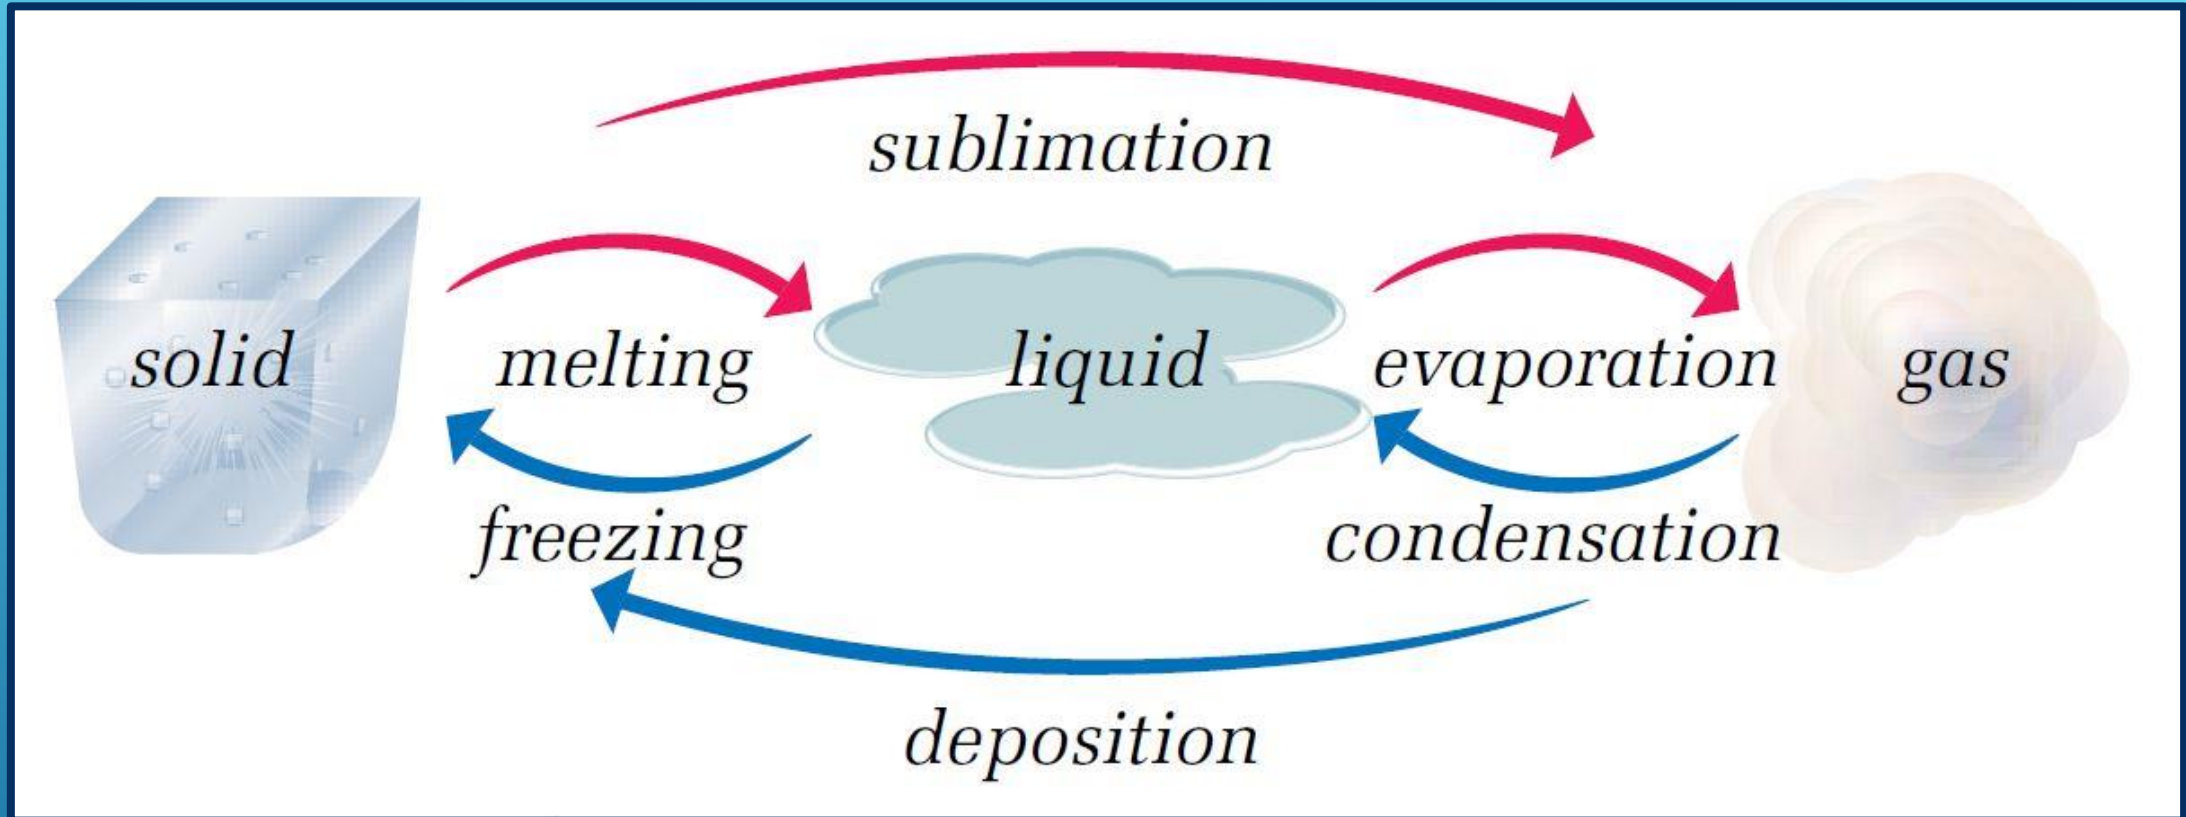 sublimation
solid melting liquid evaporation gas
freezing condensation
deposition